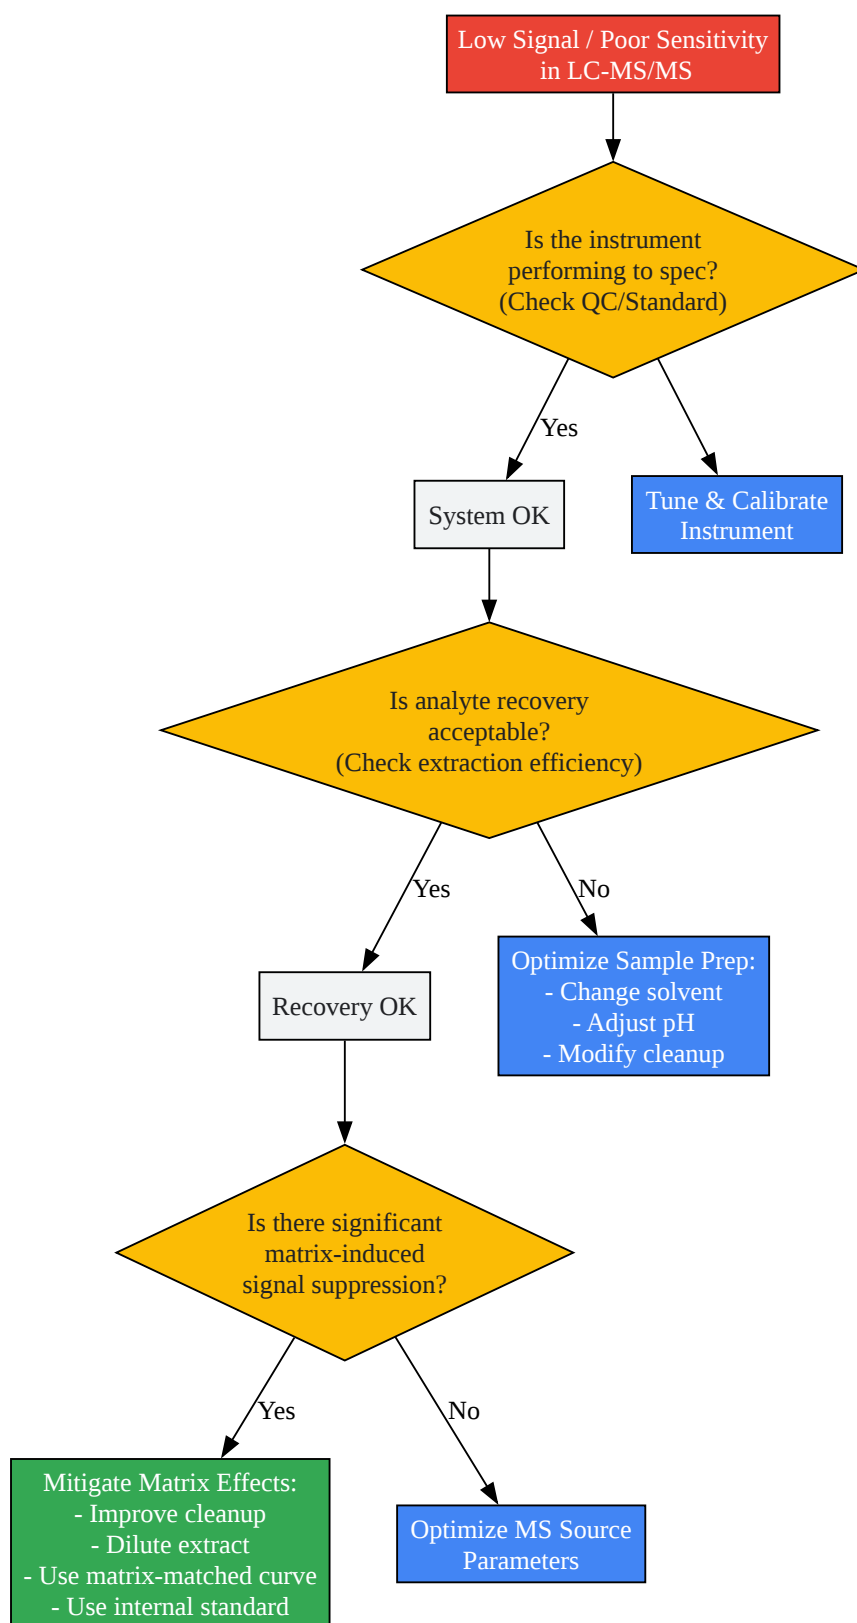 Low Signal / Poor Sensitivity
in LC-MS/MS
Is the instrument
performing to spec?
(Check QC/Standard)
Yes
System OK
Tune & Calibrate
Instrument
Is analyte recovery
acceptable?
(Check extraction efficiency)
Yes
No
Recovery OK
Optimize Sample Prep:
- Change solvent
- Adjust pH
- Modify cleanup
Is there significant
matrix-induced
signal suppression?
Yes
No
Mitigate Matrix Effects:
- Improve cleanup
- Dilute extract
- Use matrix-matched curve
- Use internal standard
Optimize MS Source
Parameters